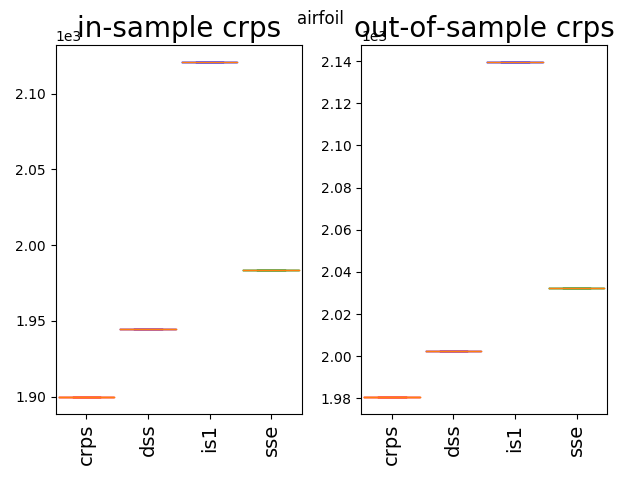 airfoil
in-sample crps
1e3
2.10
2.05
2.00
1.95
1.90
crps
dss
is1
sse
out-of-sample crps
1e3
2.14
2.12
2.10
2.08
2.06
2.04
2.02
2.00
1.98
crps
dss
is1
sse